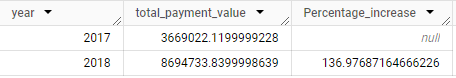 year total_payment_value Percentage_increase
2017 3669022.1199999228 null
2018 8694733.8399998639 136.97687164666226